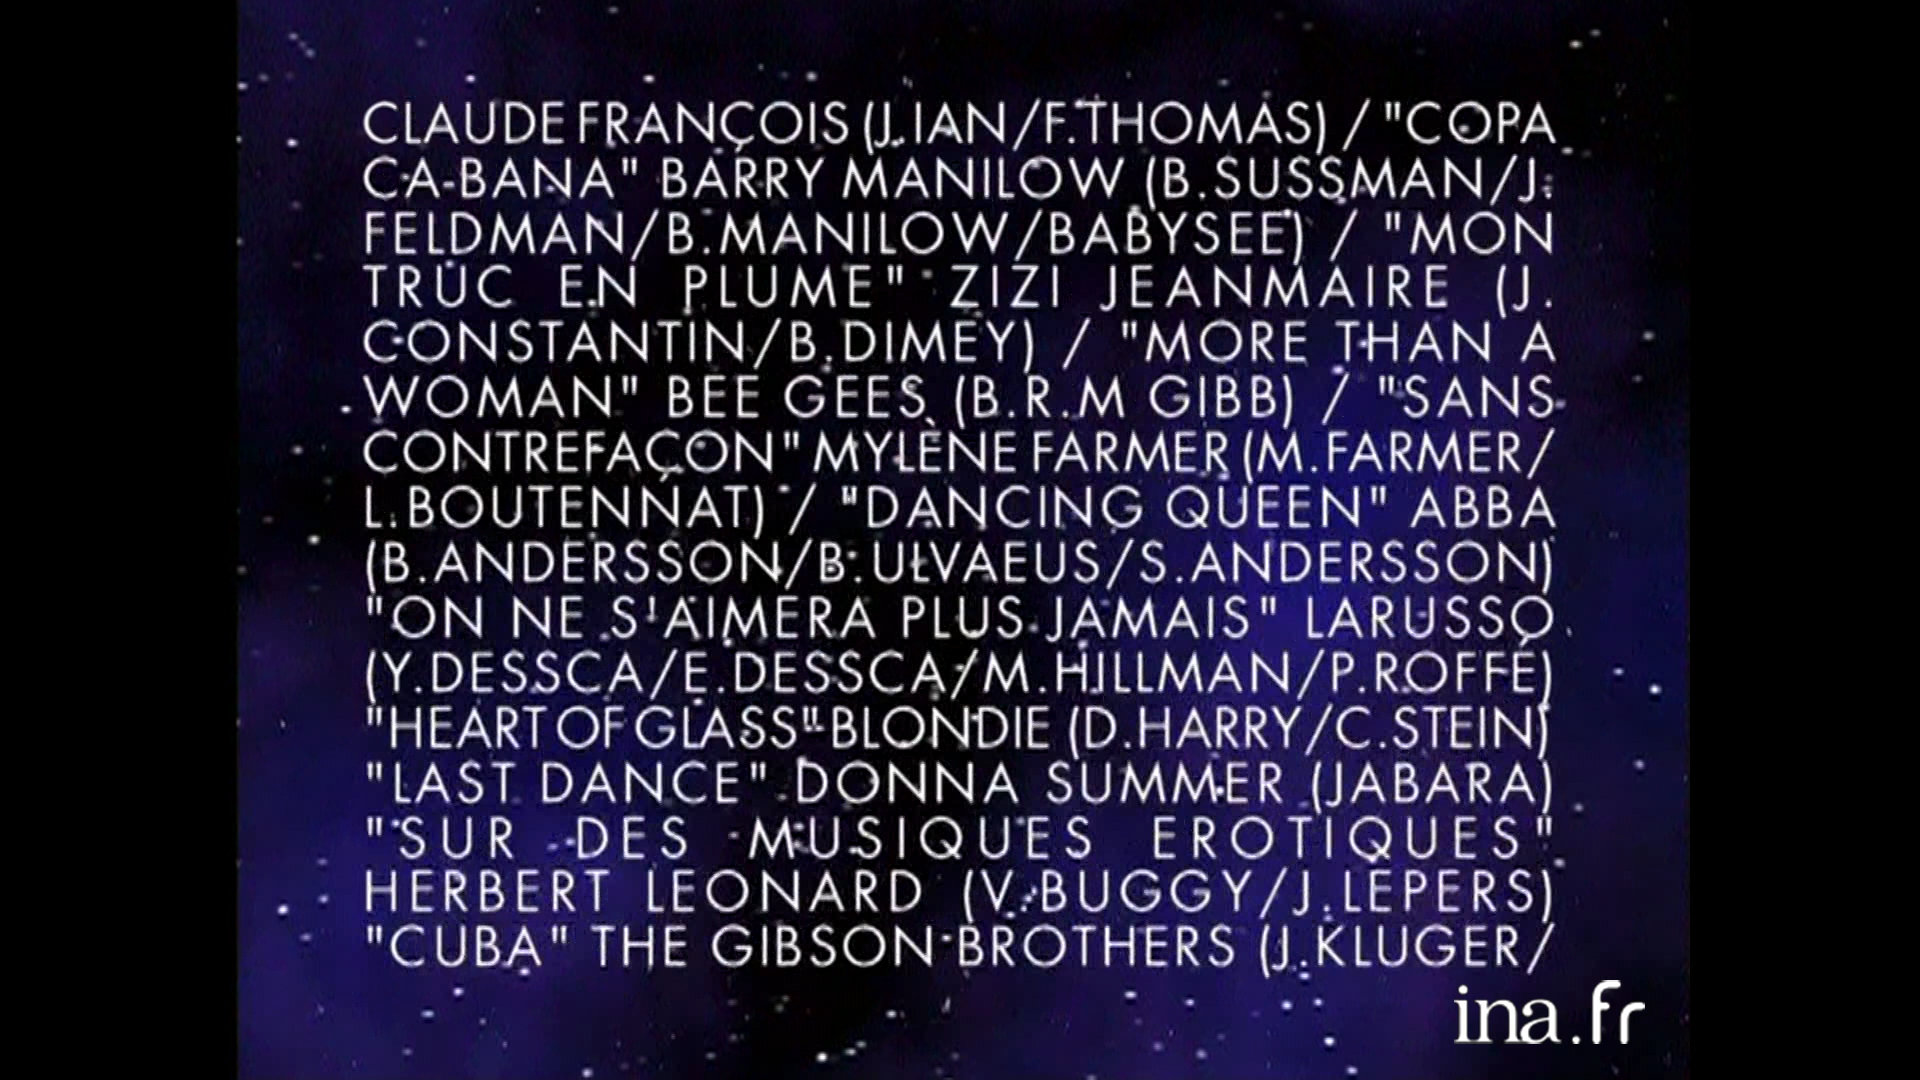 CLAUDE FRANÇOIS (J.IAN/F.THOMAS) / "COPA
CA-BANA" BARRY MANILOW (B.SUSSMAN/J.
FELDMAN/B.MANILOW/BABYSEE) / "MON
TRUC EN PLUME" ZIZI JEANMAIRE (J.
CONSTANTIN/B.DIMEY) / "MORE THAN A
WOMAN" BEE GEES (B.R.M GIBB) / "SANS
CONTREFAÇON" MYLÈNE FARMER (M.FARMER/
L.BOUTENNAT) / "DANCING QUEEN" ABBA
(B.ANDERSSON/B.ULVAEUS/S.ANDERSSON)
"ON NE S'AIMERA PLUS JAMAIS" LARUSSO
(Y.DESSCA/E.DESSCA/M.HILLMAN/P.ROFFE)
"HEART OF GLASS" BLONDIE (D.HARRY/C.STEIN)
"LAST DANCE" DONNA SUMMER (JABARA)
"SUR DES MUSIQUES EROTIQUES"
HERBERT LEONARD (V.BUGGY/J.LEPERS)
"CUBA" THE GIBSON BROTHERS (J.KLUGER/
ina.fr